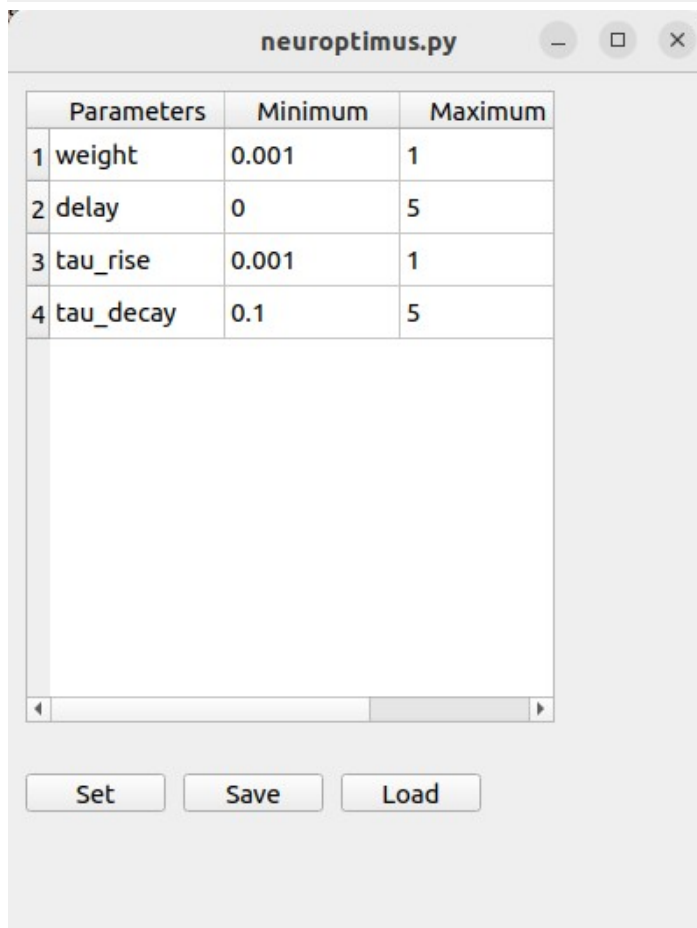 neuroptimus.py
Parameters Minimum Maximum
1 weight 0.001 1
2 delay 0 5
3 tau_rise 0.001 1
4 tau_decay 0.1 5
Set Save Load